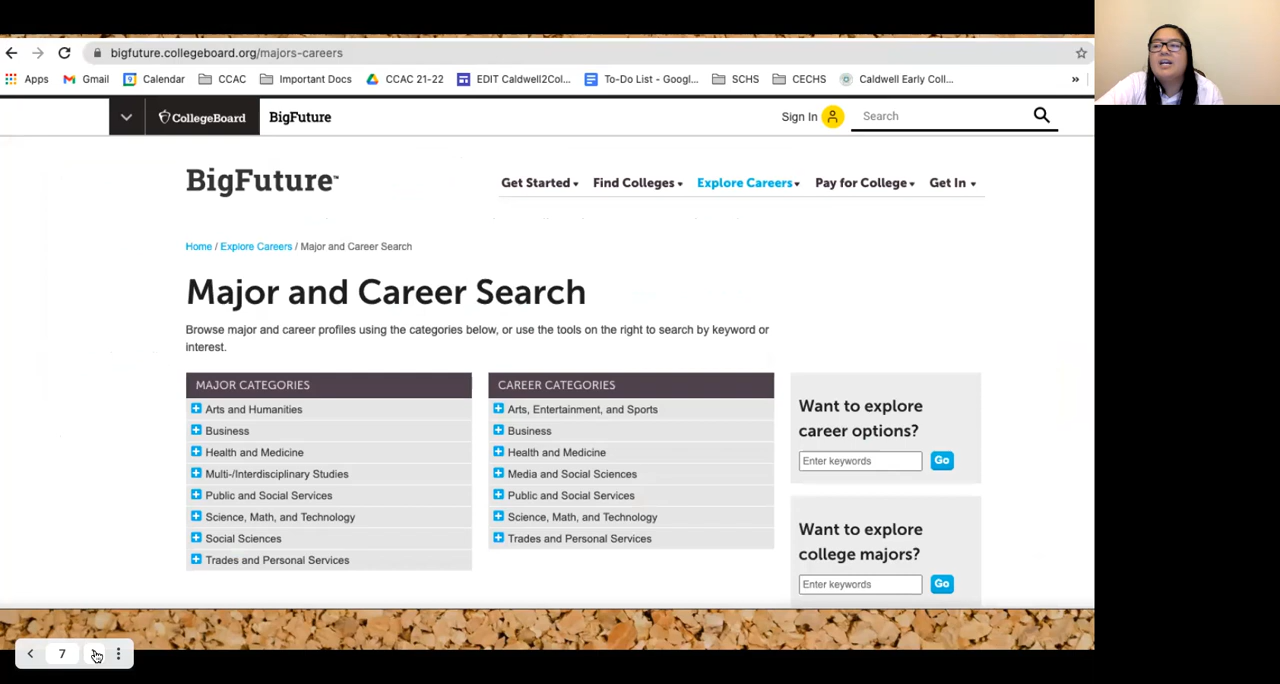 bigfuture.collegeboard.org/majors-careers
Apps Gmail Calendar CCAC Important Docs CCAC 21-22 EDIT Caldwell2Col... To-Do List - Googl... SCHS CECHS Caldwell Early Coll... »
CollegeBoard BigFuture Sign In Search
BigFuture™
Get Started Find Colleges Explore Careers Pay for College Get In
Home / Explore Careers / Major and Career Search
Major and Career Search
Browse major and career profiles using the categories below, or use the tools on the right to search by keyword or
interest.
MAJOR CATEGORIES
Arts and Humanities
Business
Health and Medicine
Multi-/Interdisciplinary Studies
Public and Social Services
Science, Math, and Technology
Social Sciences
Trades and Personal Services
CAREER CATEGORIES
Arts, Entertainment, and Sports
Business
Health and Medicine
Media and Social Sciences
Public and Social Services
Science, Math, and Technology
Trades and Personal Services
Want to explore
career options?
Enter keywords Go
Want to explore
college majors?
Enter keywords Go
7